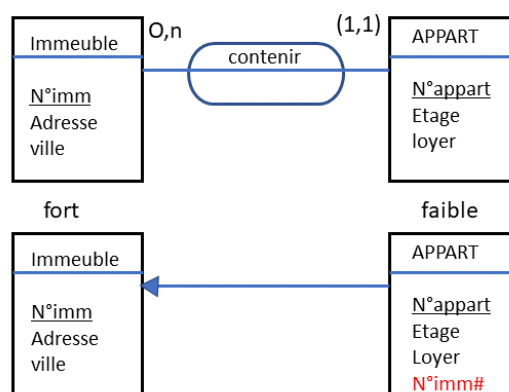 Immeuble
O,n
contenir
(1,1)
APPART
N°imm
Adresse
ville
N°appart
Etage
loyer
fort
faible
Immeuble
APPART
N°imm
Adresse
ville
N°appart
Etage
Loyer
N°imm#